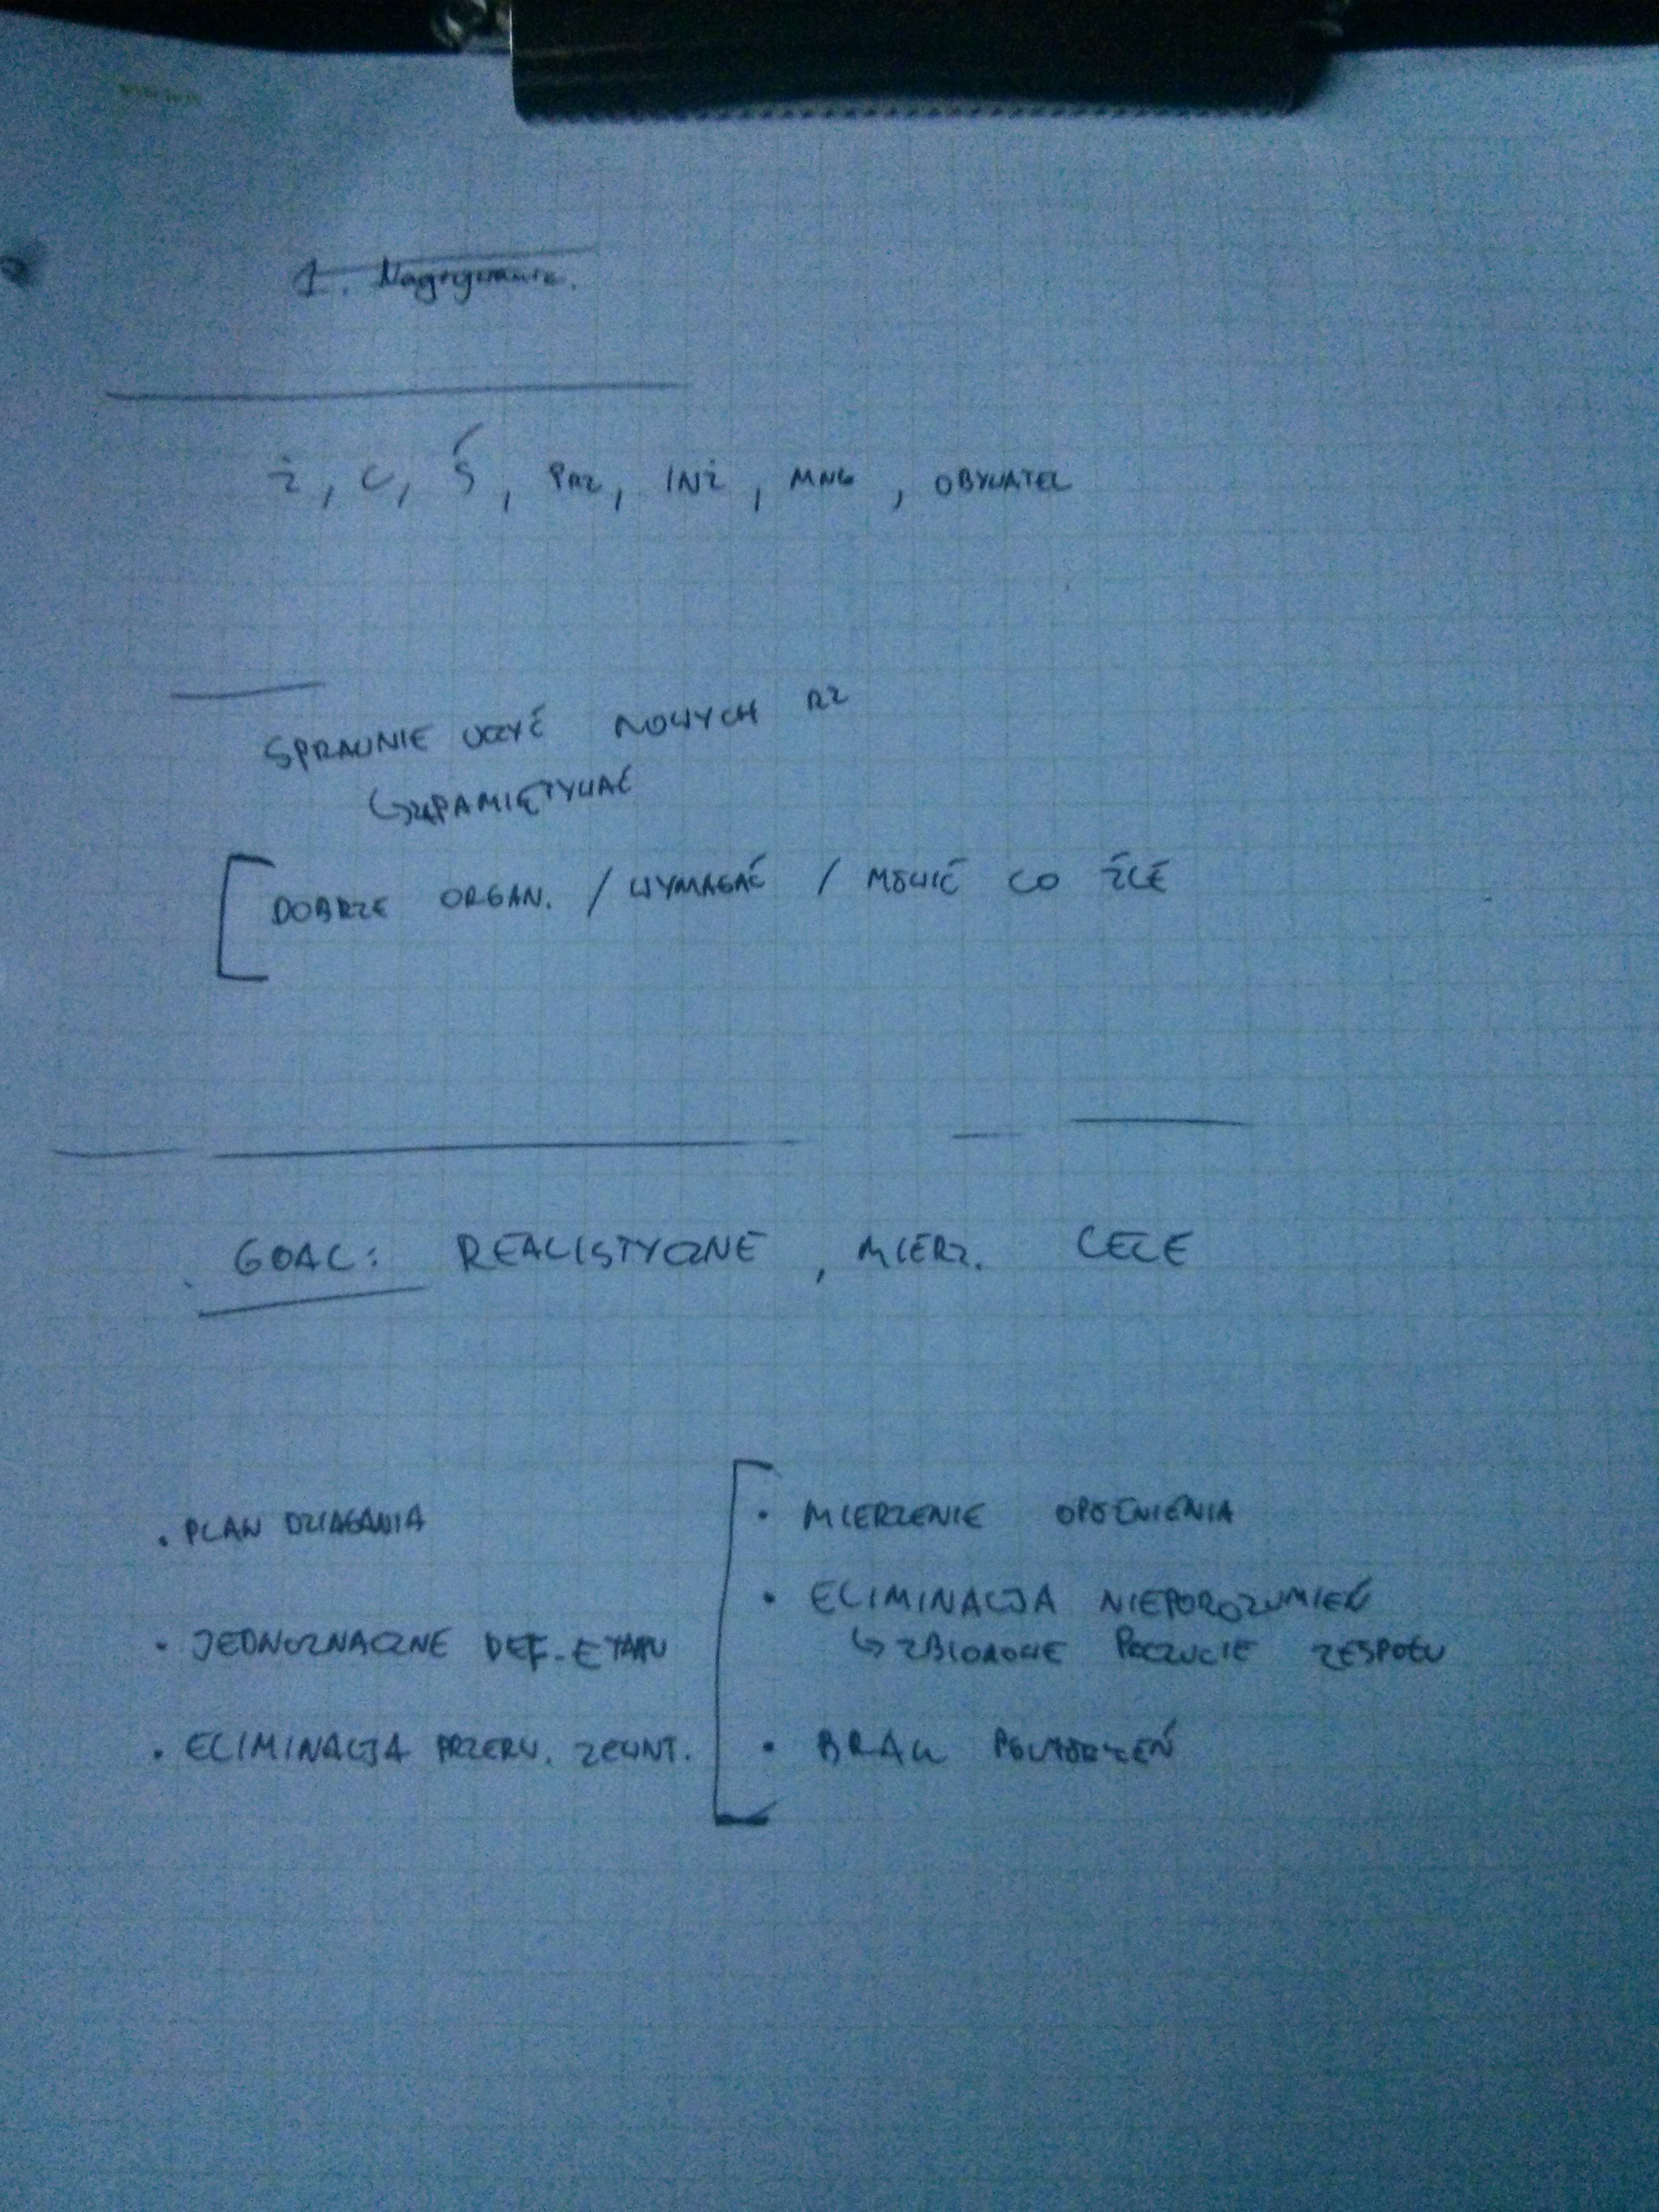 1. Nagrywanie.
Ż, C, Ś, PRZ, INŻ, MNG, OBYWATEL
SPRAWNIE UCZYĆ NOWYCH RZ
↳ ZAPAMIĘTYWAĆ
DOBRZE ORGAN. / WYMAGAĆ / MÓWIĆ CO ŹLE
GOAL: REALISTYCZNE, MIERZ. CELE
• PLAN DZIAŁANIA
• JEDNOZNACZNE DEF. ETAPU
• ELIMINACJA PRZERW. ZEWNT.
• MIERZENIE OPÓŹNIENIA
• ELIMINACJA NIEPOROZUMIEŃ
↳ ZBIOROWE POCZUCIE ZESPOŁU
• BRAK POWTÓRZEŃ